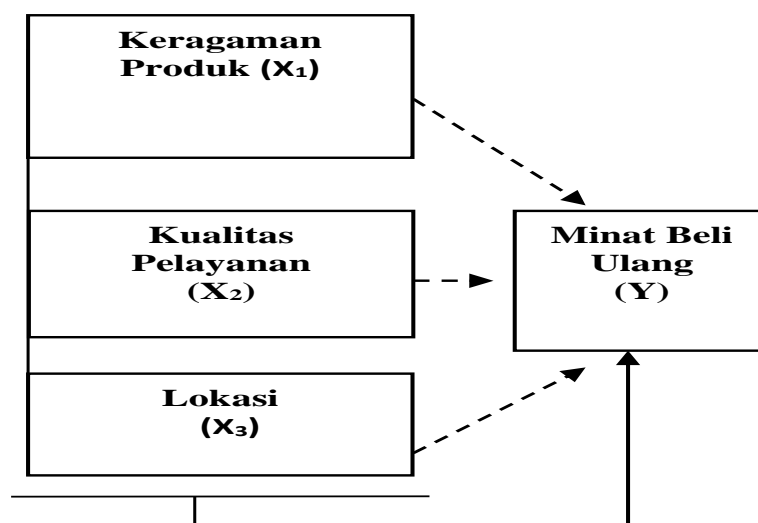 Keragaman
Produk (X₁)
Kualitas
Pelayanan
(X₂)
Minat Beli
Ulang
(Y)
Lokasi
(X₃)